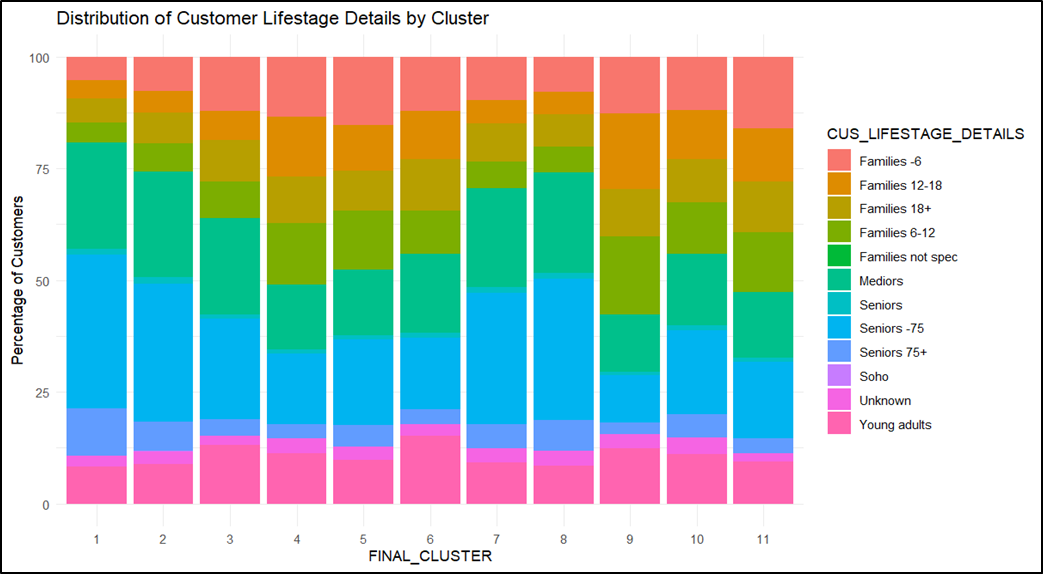 Distribution of Customer Lifestage Details by Cluster
100
75
50
25
0
Percentage of Customers
1 2 3 4 5 6 7 8 9 10 11
FINAL_CLUSTER
CUS_LIFESTAGE_DETAILS
Families -6
Families 12-18
Families 18+
Families 6-12
Families not spec
Mediors
Seniors
Seniors -75
Seniors 75+
Soho
Unknown
Young adults